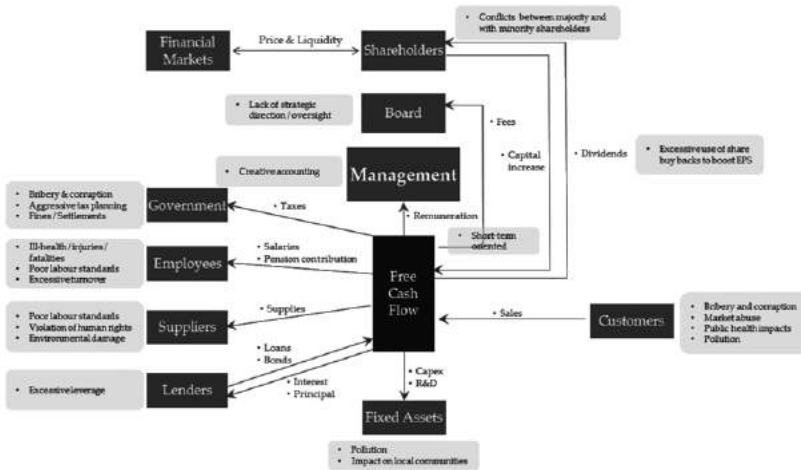 • Conflicts between majority and
with minority shareholders
Financial
Markets
Price & Liquidity
Shareholders
• Lack of strategic
direction / oversight
Board
• Fees
• Capital
increase
• Dividends
• Excessive use of share
buy backs to boost EPS
• Creative accounting
Management
• Bribery & corruption
• Aggressive tax planning
• Fines / Settlements
Government
• Taxes
• Remuneration
• Short-term
oriented
• Ill-health / injuries /
fatalities
• Poor labour standards
• Excessive turnover
Employees
• Salaries
• Pension contribution
Free
Cash
Flow
• Poor labour standards
• Violation of human rights
• Environmental damage
Suppliers
• Supplies
• Sales
Customers
• Bribery and corruption
• Market abuse
• Public health impacts
• Pollution
• Loans
• Bonds
• Excessive leverage
Lenders
• Interest
• Principal
• Capex
• R&D
Fixed Assets
• Pollution
• Impact on local communities